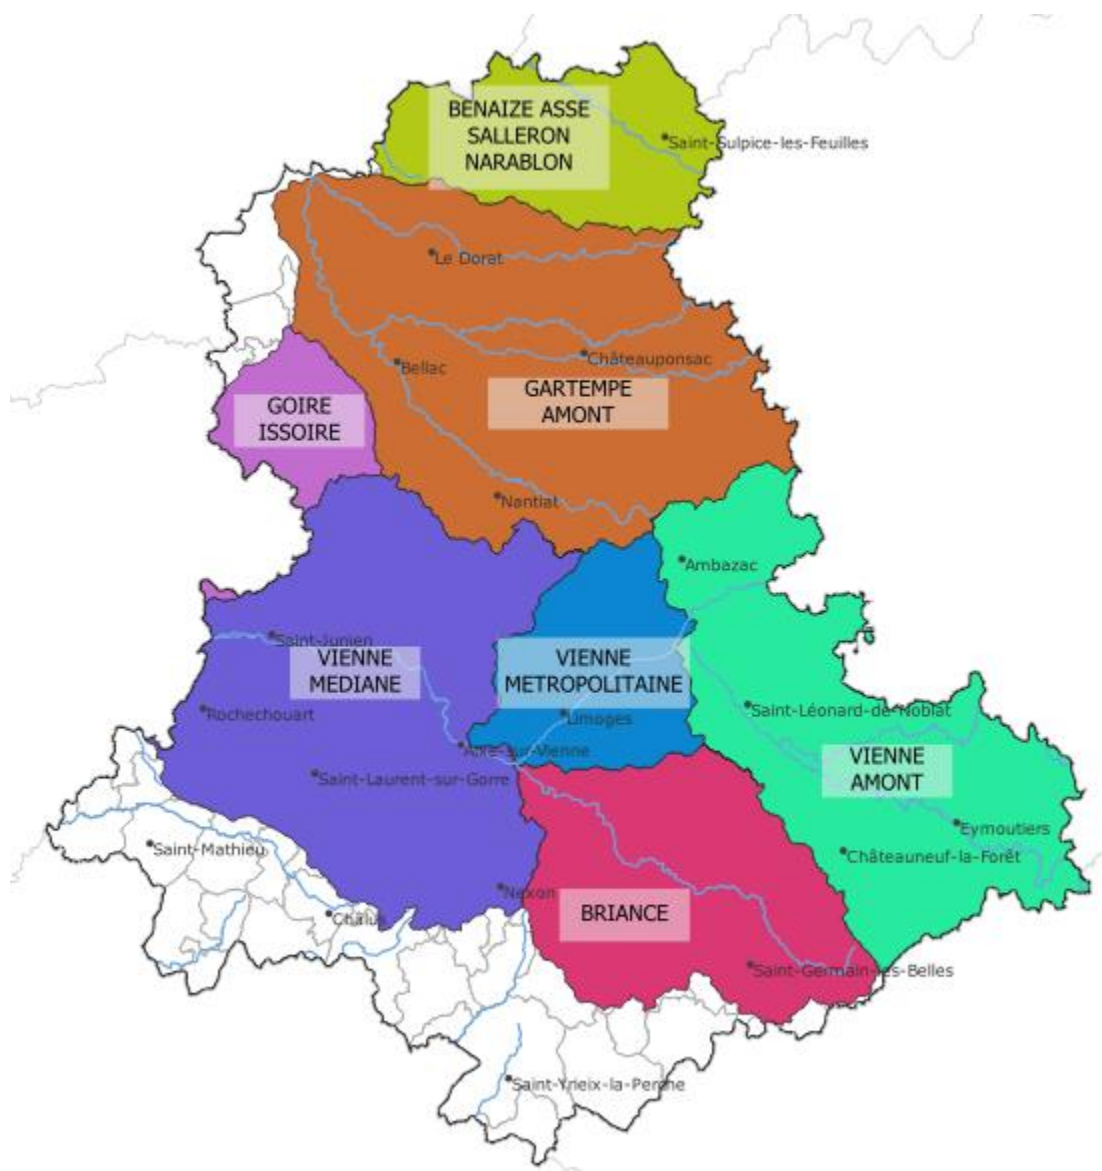 BENAIZE ASSE
SALLERON
NARABLON
Saint-Sulpice-les-Feuilles
Le Dorat
Châteauponsac
Bellac
GARTEMPE
AMONT
GOIRE
ISSOIRE
Nantiat
Ambazac
Saint-Junien
VIENNE
MEDIANE
VIENNE
METROPOLITAINE
Rochechouart
Limoges
Saint-Léonard-de-Noblat
Aixe-sur-Vienne
VIENNE
AMONT
Saint-Laurent-sur-Gorre
Eymoutiers
Saint-Mathieu
Châteauneuf-la-Forêt
Nexon
Châlus
BRIANCE
Saint-Germain-les-Belles
Saint-Yrieix-la-Perche